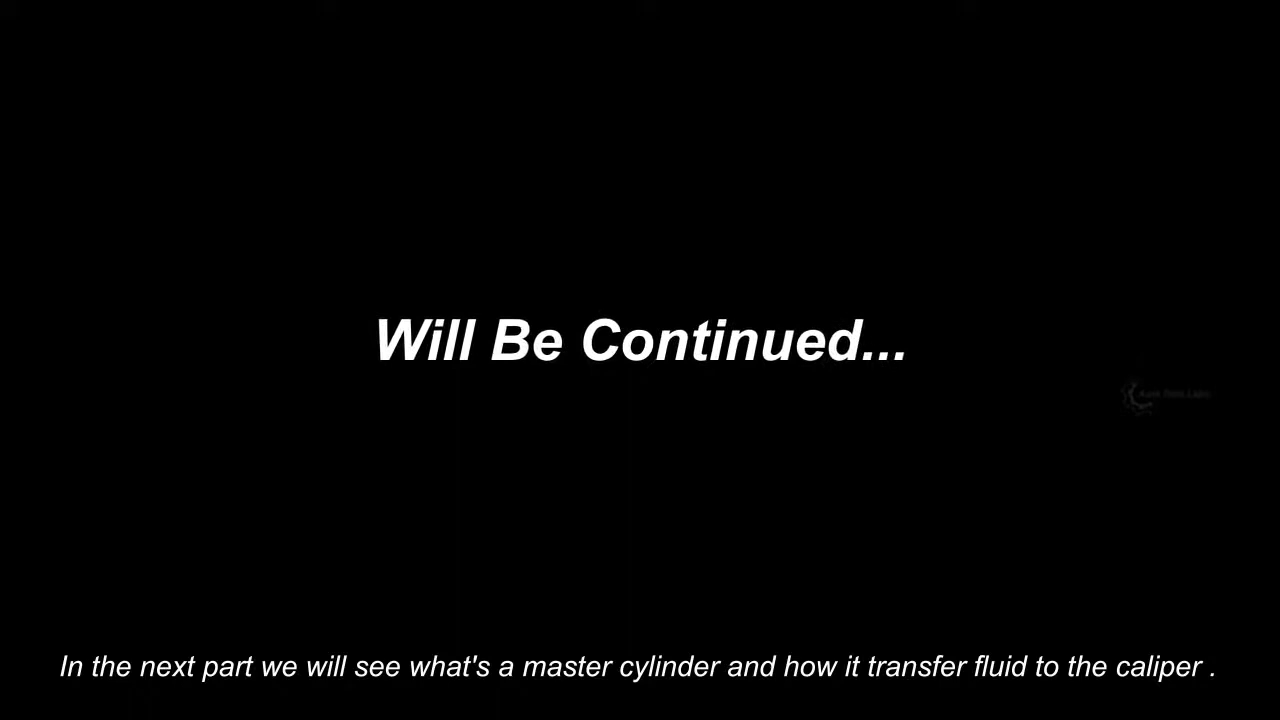 Will Be Continued...
In the next part we will see what's a master cylinder and how it transfer fluid to the caliper .